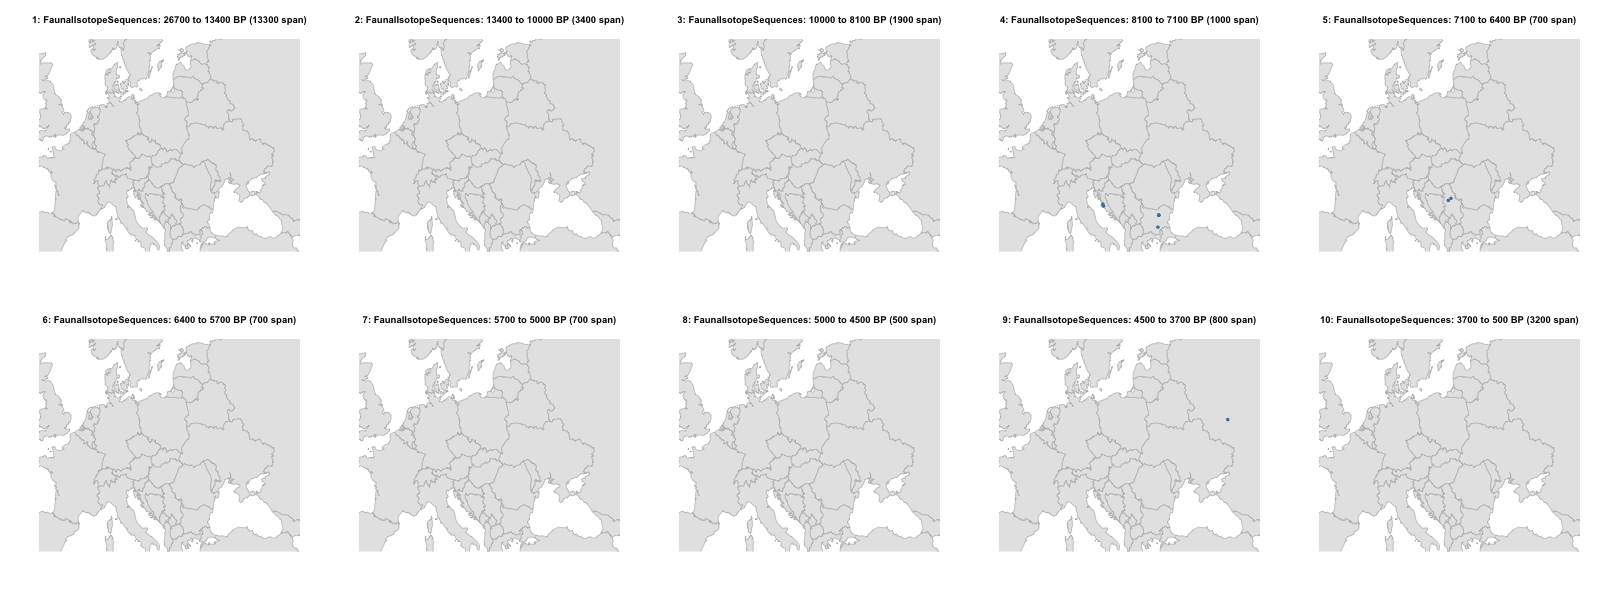 1: FaunalIsotopeSequences: 26700 to 13400 BP (13300 span)
2: FaunalIsotopeSequences: 13400 to 10000 BP (3400 span)
3: FaunalIsotopeSequences: 10000 to 8100 BP (1900 span)
4: FaunalIsotopeSequences: 8100 to 7100 BP (1000 span)
5: FaunalIsotopeSequences: 7100 to 6400 BP (700 span)
6: FaunalIsotopeSequences: 6400 to 5700 BP (700 span)
7: FaunalIsotopeSequences: 5700 to 5000 BP (700 span)
8: FaunalIsotopeSequences: 5000 to 4500 BP (500 span)
9: FaunalIsotopeSequences: 4500 to 3700 BP (800 span)
10: FaunalIsotopeSequences: 3700 to 500 BP (3200 span)